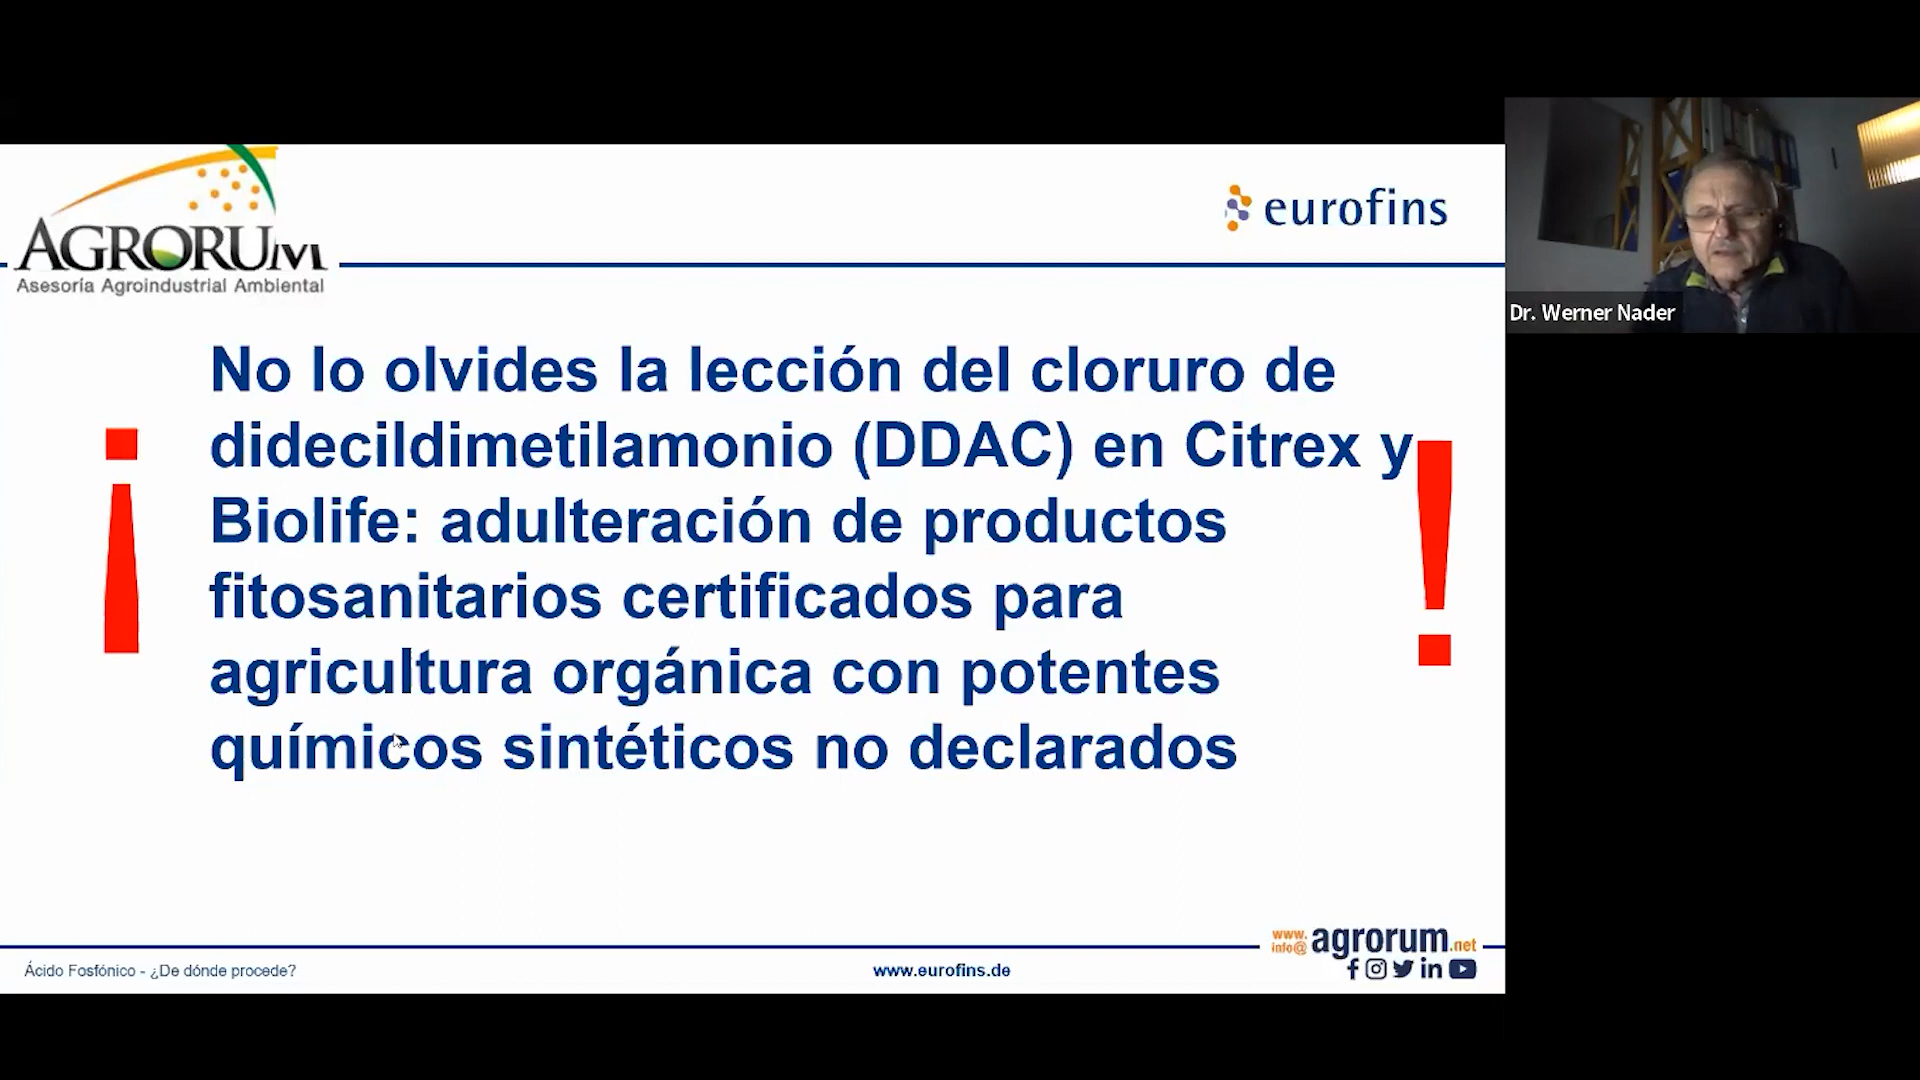 AGRORUM
Asesoría Agroindustrial Ambiental
eurofins
Dr. Werner Nader
¡
No lo olvides la lección del cloruro de
didecildimetilamonio (DDAC) en Citrex y
Biolife: adulteración de productos
fitosanitarios certificados para
agricultura orgánica con potentes
químicos sintéticos no declarados
!
Ácido Fosfónico - ¿De dónde procede?
www.eurofins.de
www.
info@
agrorum.net